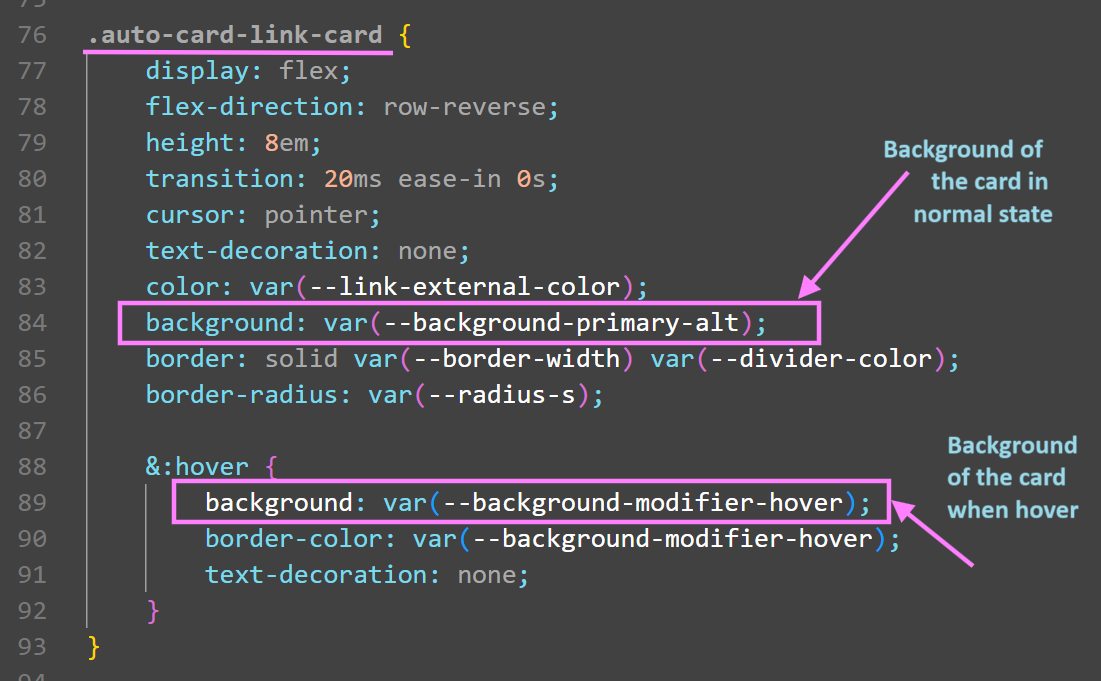 75
76 .auto-card-link-card {
77 display: flex;
78 flex-direction: row-reverse;
79 height: 8em;
80 transition: 20ms ease-in 0s;
81 cursor: pointer;
82 text-decoration: none;
83 color: var(--link-external-color);
84 background: var(--background-primary-alt);
85 border: solid var(--border-width) var(--divider-color);
86 border-radius: var(--radius-s);
87
88 &:hover {
89 background: var(--background-modifier-hover);
90 border-color: var(--background-modifier-hover);
91 text-decoration: none;
92 }
93 }
94
Background of
the card in
normal state
Background
of the card
when hover